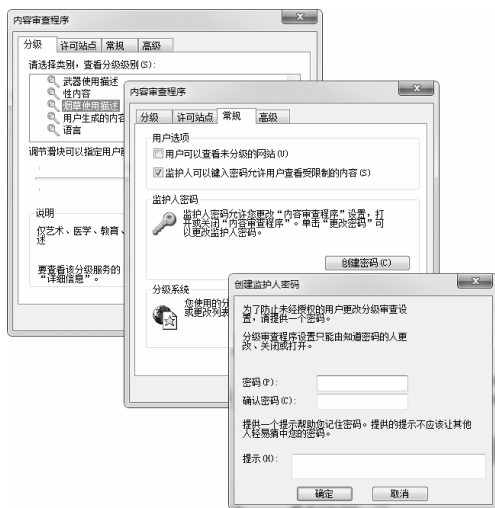 内容审查程序
分级 许可站点 常规 高级
请选择类别，查看分级级别(S):
武器使用描述
性内容
烟草使用描述
用户生成的内容
语言
调节滑块可以指定用户能
说明
仅艺术、医学、教育、
述
要查看该分级服务的
“详细信息”。
内容审查程序
分级 许可站点 常规 高级
用户选项
用户可以查看未分级的网站(U)
监护人可以键入密码允许用户查看受限制的内容(S)
监护人密码
监护人密码允许您更改“内容审查程序”设置，打
开或关闭“内容审查程序”。单击“更改密码”可
以更改监护人密码。
创建密码(C)
分级系统
您使用的分
或更改列表
创建监护人密码
为了防止未经授权的用户更改分级审查设
置，请提供一个密码。
分级审查程序设置只能由知道密码的人更
改、关闭或打开。
密码(P):
确认密码(C):
提供一个提示帮助您记住密码。提供的提示不应该让其他
人轻易猜中您的密码。
提示(H):
确定 取消